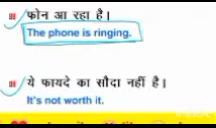 फोन आ रहा है।
The phone is ringing.
ये फायदे का सौदा नहीं है।
It's not worth it.